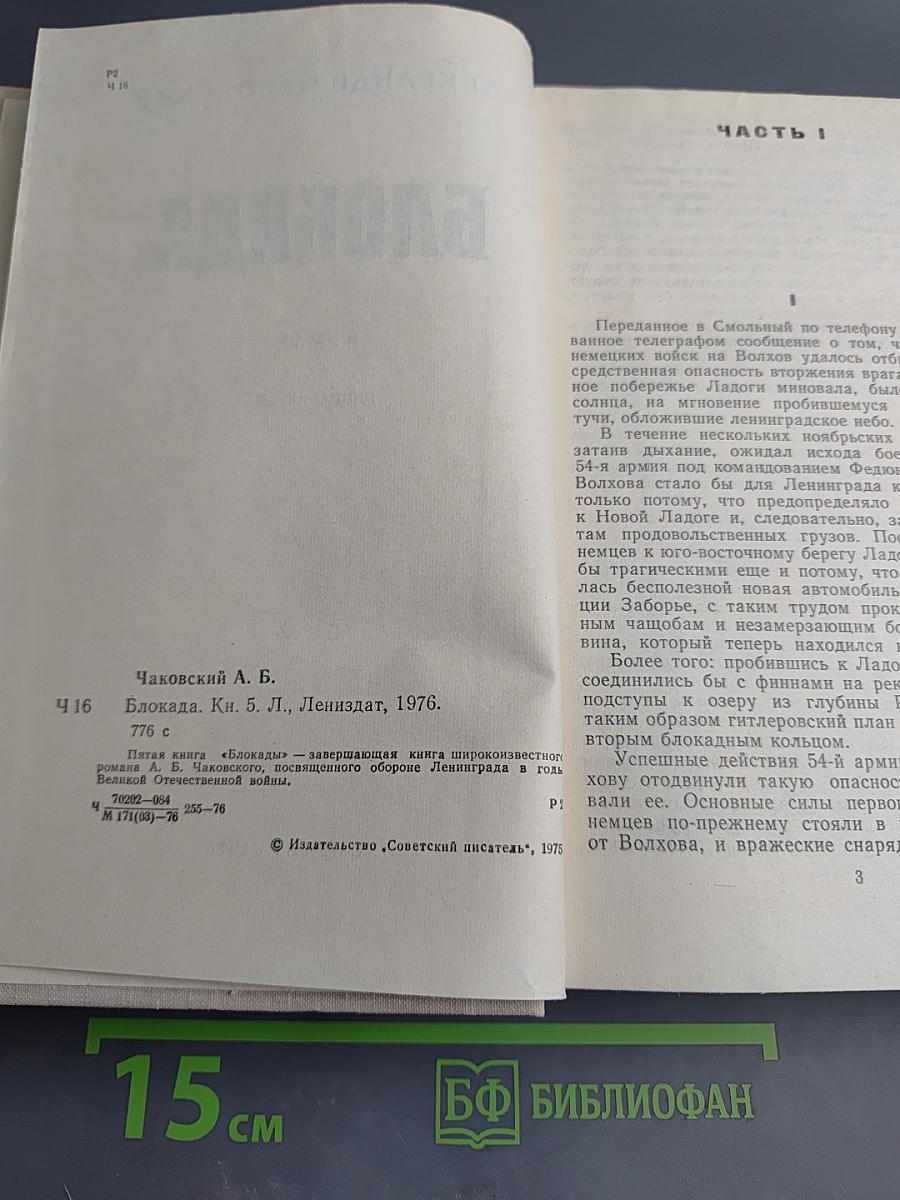 Р2
Ч 16
БЛОКАДА
Чаковский А. Б.
Ч 16 Блокада. Кн. 5. Л., Лениздат, 1976.
776 с
Пятая книга «Блокады» — завершающая книга широкоизвестного
романа А. Б. Чаковского, посвященного обороне Ленинграда в годы
Великой Отечественной войны.
Ч 70202—084
М 171(03)—76 255—76
Р2
© Издательство „Советский писатель“, 1975
ЧАСТЬ I
I
Переданное в Смольный по телефону
ванное телеграфом сообщение о том, ч
немецких войск на Волхов удалось отб
средственная опасность вторжения врага
ное побережье Ладоги миновала, был
солнца, на мгновение пробившемуся
тучи, обложившие ленинградское небо.
В течение нескольких ноябрьских
затаив дыхание, ожидал исхода бое
54-я армия под командованием Федюн
Волхова стало бы для Ленинграда к
только потому, что предопределяло
к Новой Ладоге и, следовательно, за
там продовольственных грузов. Пос
немцев к юго-восточному берегу Ладо
бы трагическими еще и потому, что
лась бесполезной новая автомобиль
ции Заборье, с таким трудом прок
ным чащобам и незамерзающим бо
вина, который теперь находился
Более того: пробившись к Ладо
соединились бы с финнами на рек
подступы к озеру из глубины
таким образом гитлеровский план
вторым блокадным кольцом.
Успешные действия 54-й арми
хову отодвинули такую опаснос
вали ее. Основные силы перво
немцев по-прежнему стояли в
от Волхова, и вражеские снаряд
3
15 см
БФ БИБЛИОФАН